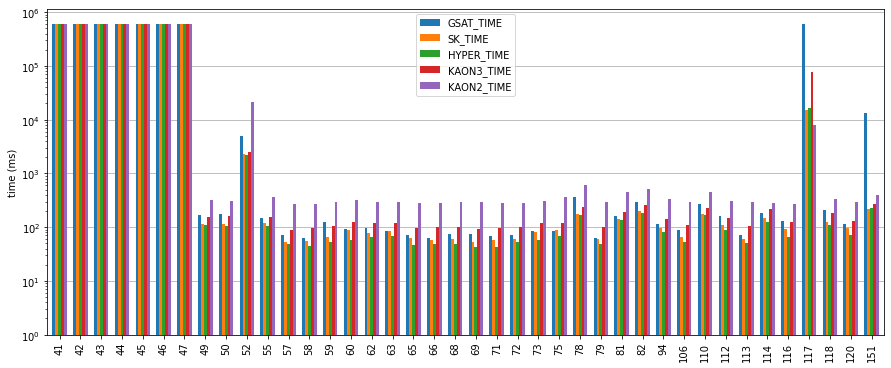 10⁶
10⁵
10⁴
10³
10²
10¹
10⁰
time (ms)
GSAT_TIME
SK_TIME
HYPER_TIME
KAON3_TIME
KAON2_TIME
41 42 43 44 45 46 47 49 50 52 55 57 58 59 60 62 63 65 66 68 69 71 72 73 75 78 79 81 82 94 106 110 112 113 114 116 117 118 120 151